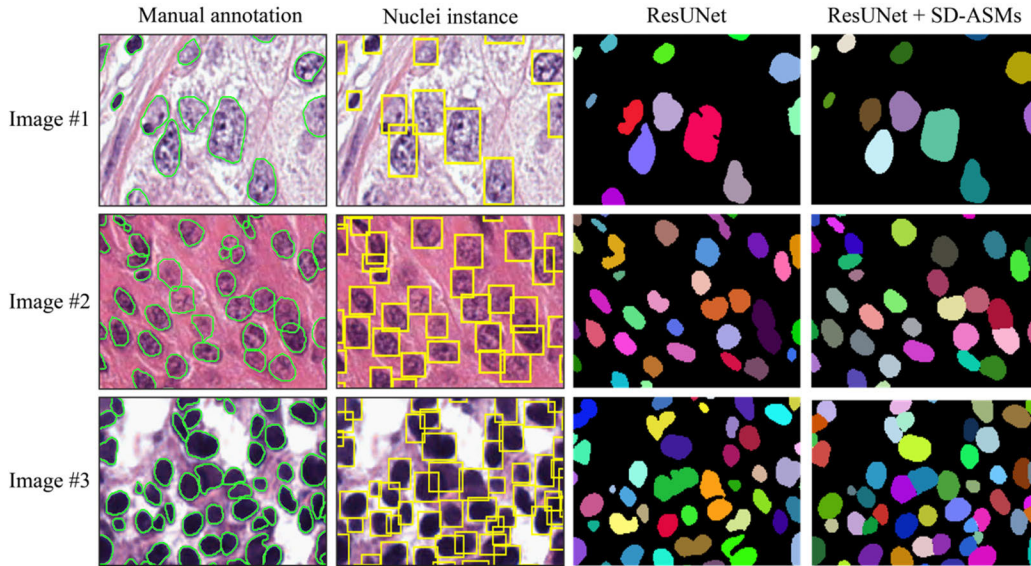 Manual annotation
Nuclei instance
ResUNet
ResUNet + SD-ASMs
Image #1
Image #2
Image #3